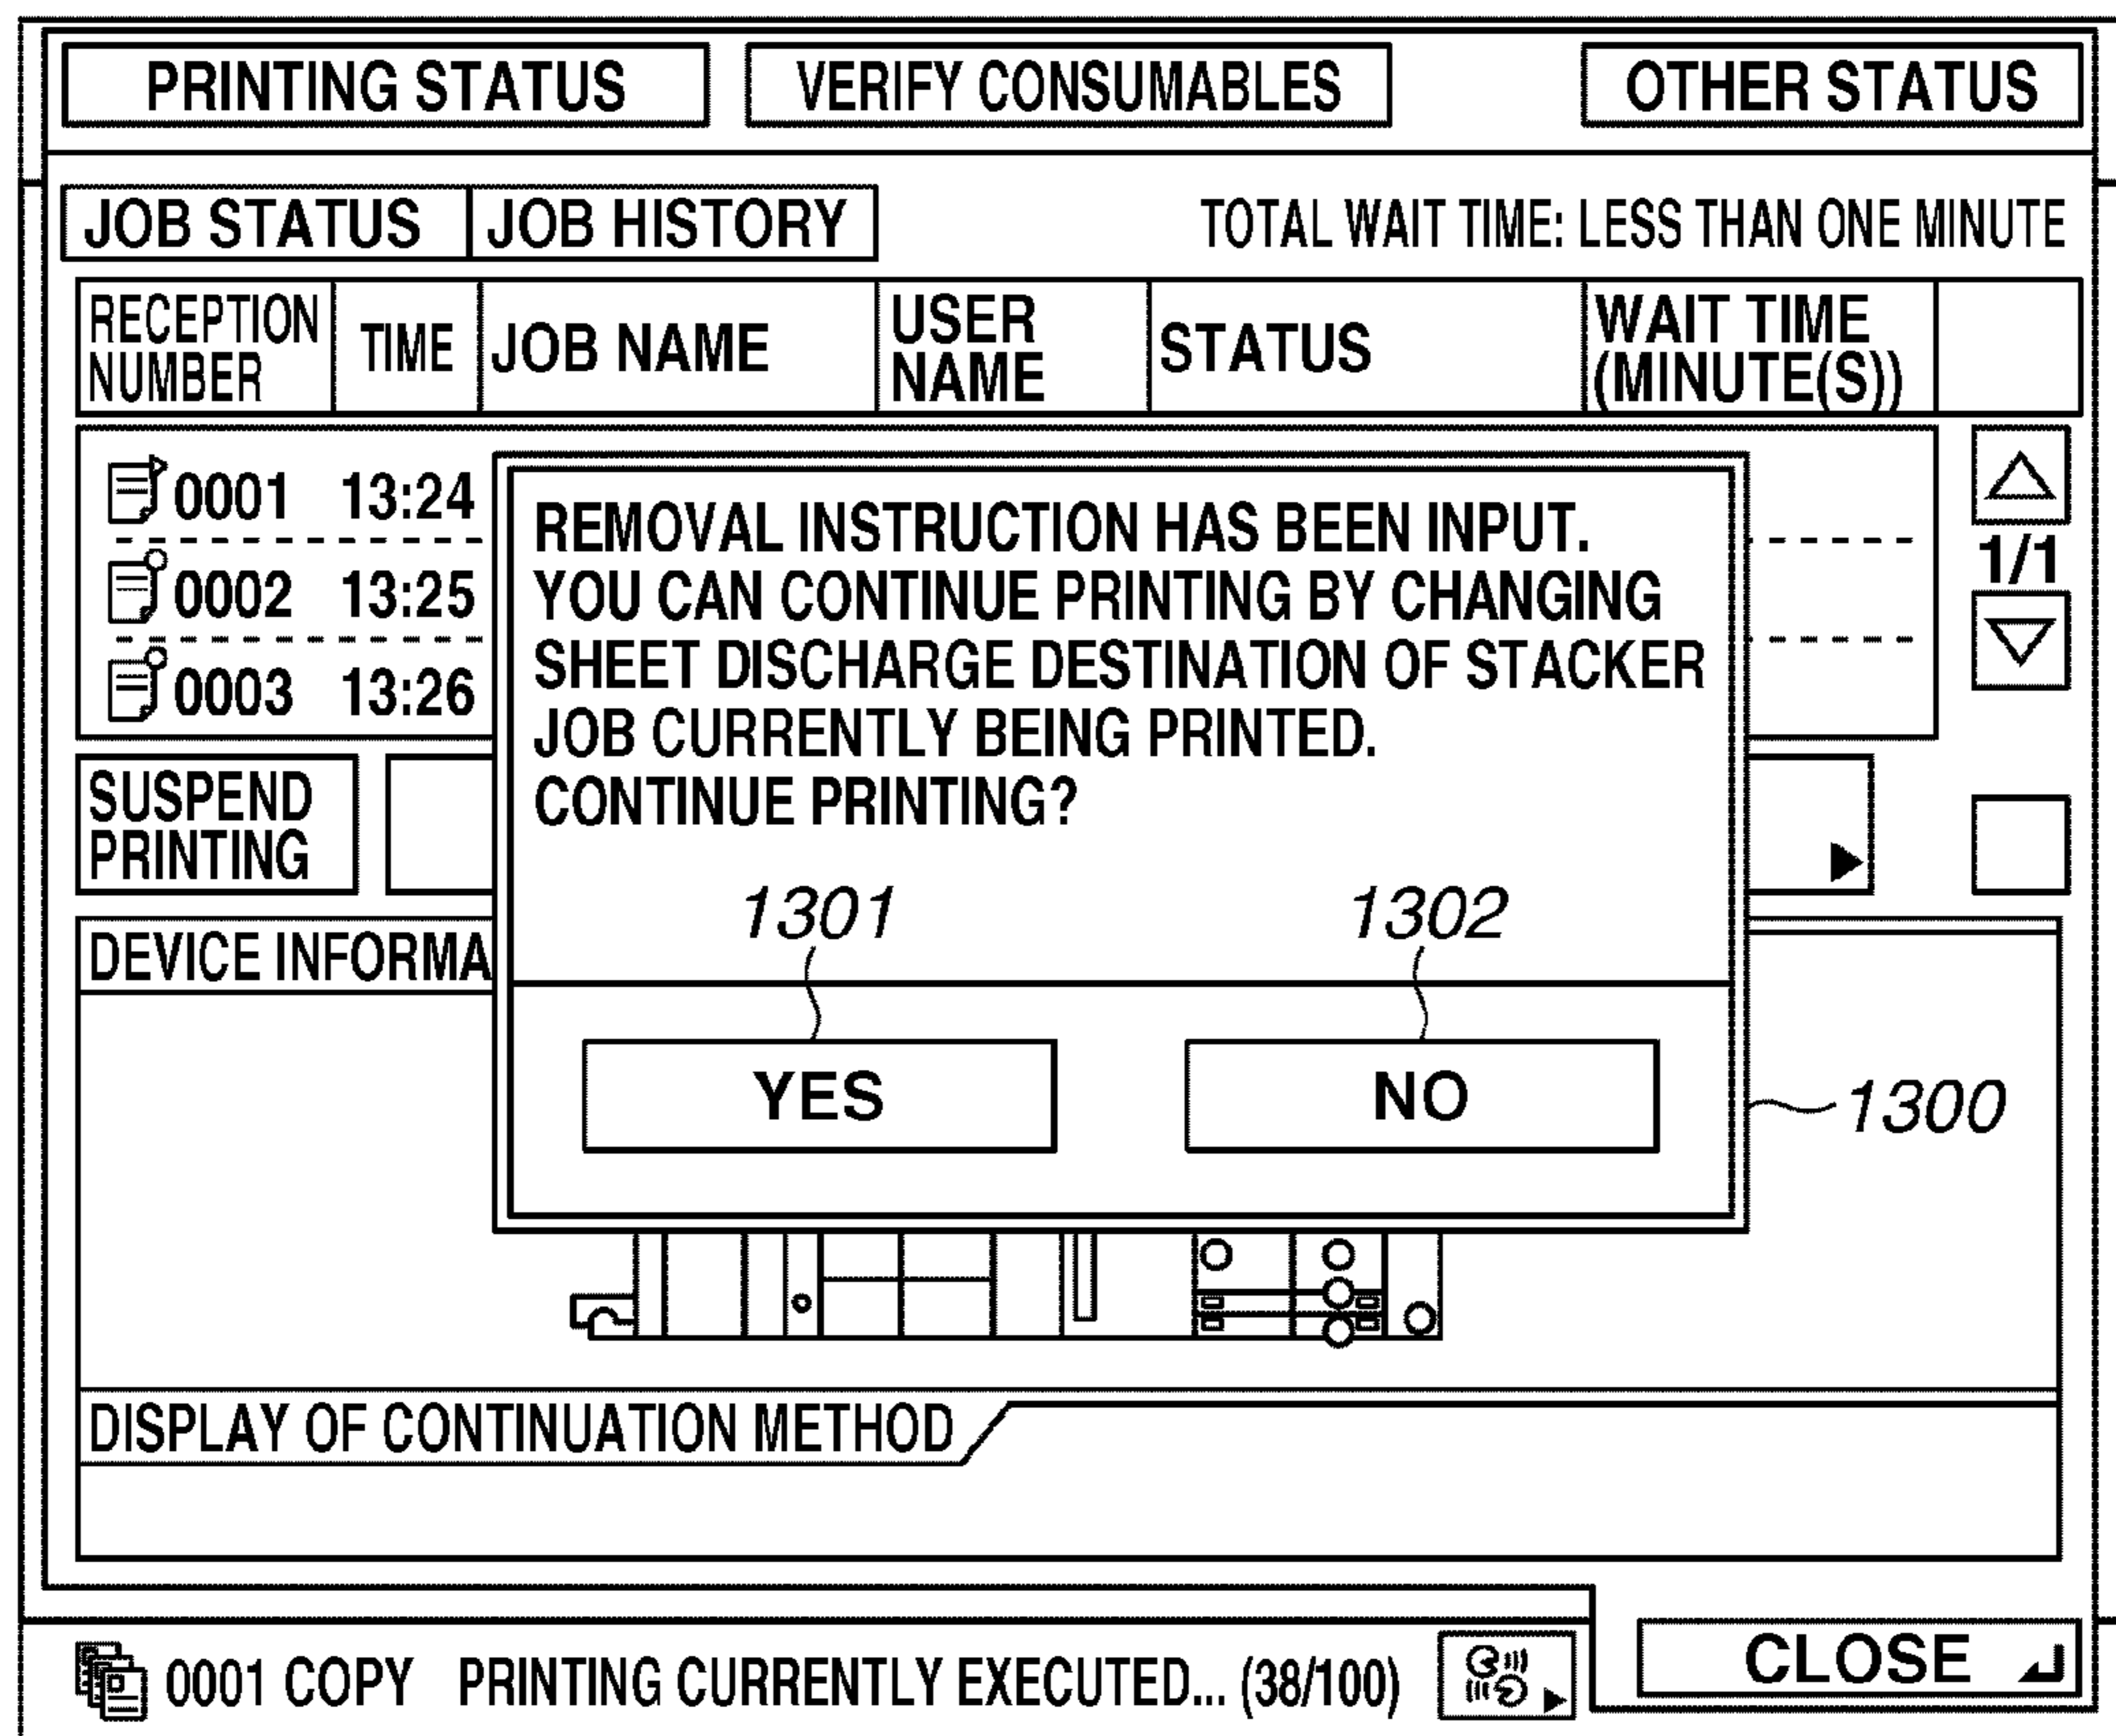 PRINTING STATUS
VERIFY CONSUMABLES
OTHER STATUS
JOB STATUS
JOB HISTORY
TOTAL WAIT TIME: LESS THAN ONE MINUTE
RECEPTION
NUMBER
TIME
JOB NAME
USER
NAME
STATUS
WAIT TIME
(MINUTE(S))
0001 13:24
0002 13:25
0003 13:26
1/1
REMOVAL INSTRUCTION HAS BEEN INPUT.
YOU CAN CONTINUE PRINTING BY CHANGING
SHEET DISCHARGE DESTINATION OF STACKER
JOB CURRENTLY BEING PRINTED.
CONTINUE PRINTING?
SUSPEND
PRINTING
1301
1302
DEVICE INFORMA
YES
NO
1300
DISPLAY OF CONTINUATION METHOD
0001 COPY PRINTING CURRENTLY EXECUTED... (38/100)
CLOSE